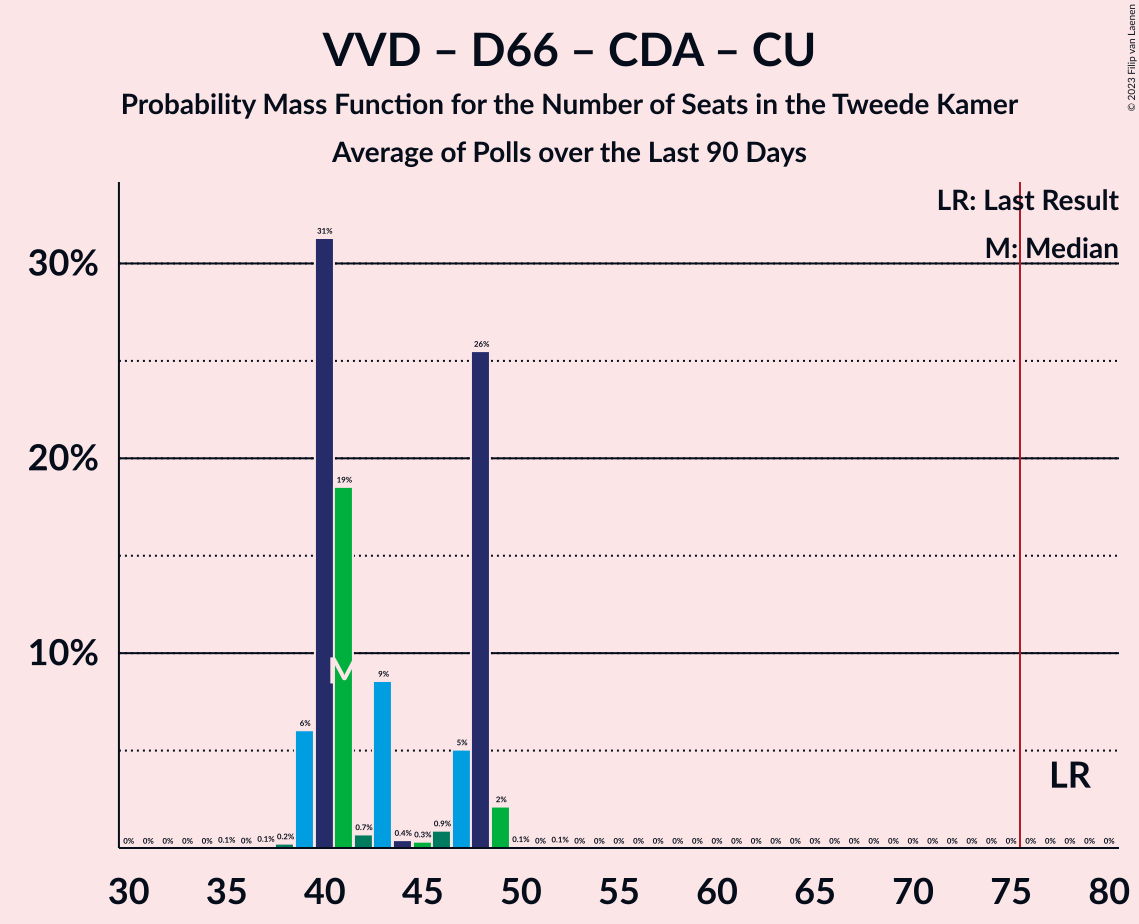 VVD – D66 – CDA – CU
Probability Mass Function for the Number of Seats in the Tweede Kamer
Average of Polls over the Last 90 Days
© 2023 Filip van Laenen
LR: Last Result
M: Median
30%
20%
10%
0% 0% 0% 0% 0% 0.1% 0% 0.1% 0.2% 6% 31% 19% 0.7% 9% 0.4% 0.3% 0.9% 5% 26% 2% 0.1% 0% 0.1% 0% 0% 0% 0% 0% 0% 0% 0% 0% 0% 0% 0% 0% 0% 0% 0% 0% 0% 0% 0% 0% 0% 0% 0% 0% 0% 0% 0%
M
LR
30 35 40 45 50 55 60 65 70 75 80